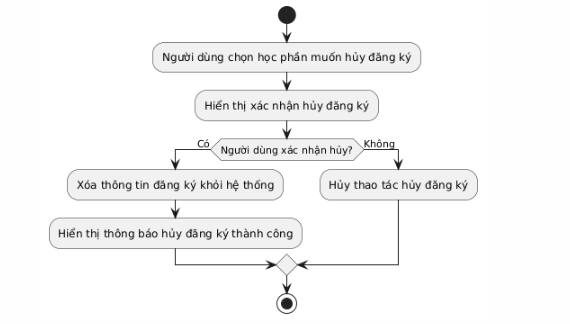 Người dùng chọn học phần muốn hủy đăng ký
Hiển thị xác nhận hủy đăng ký
Có
Người dùng xác nhận hủy?
Không
Xóa thông tin đăng ký khỏi hệ thống
Hủy thao tác hủy đăng ký
Hiển thị thông báo hủy đăng ký thành công